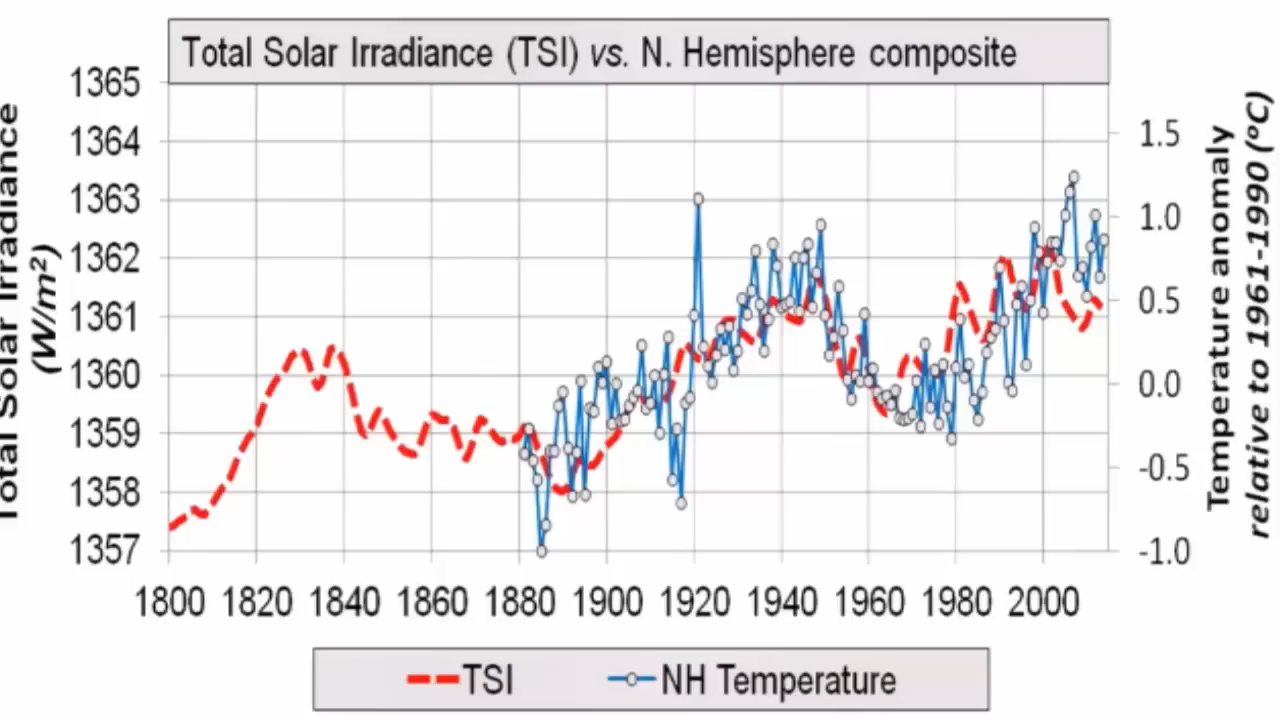 Total Solar Irradiance (TSI) vs. N. Hemisphere composite
Total Solar Irradiance
(W/m²)
1365
1364
1363
1362
1361
1360
1359
1358
1357
1.5
1.0
0.5
0.0
-0.5
-1.0
Temperature anomaly
relative to 1961-1990 (°C)
1800 1820 1840 1860 1880 1900 1920 1940 1960 1980 2000
TSI NH Temperature